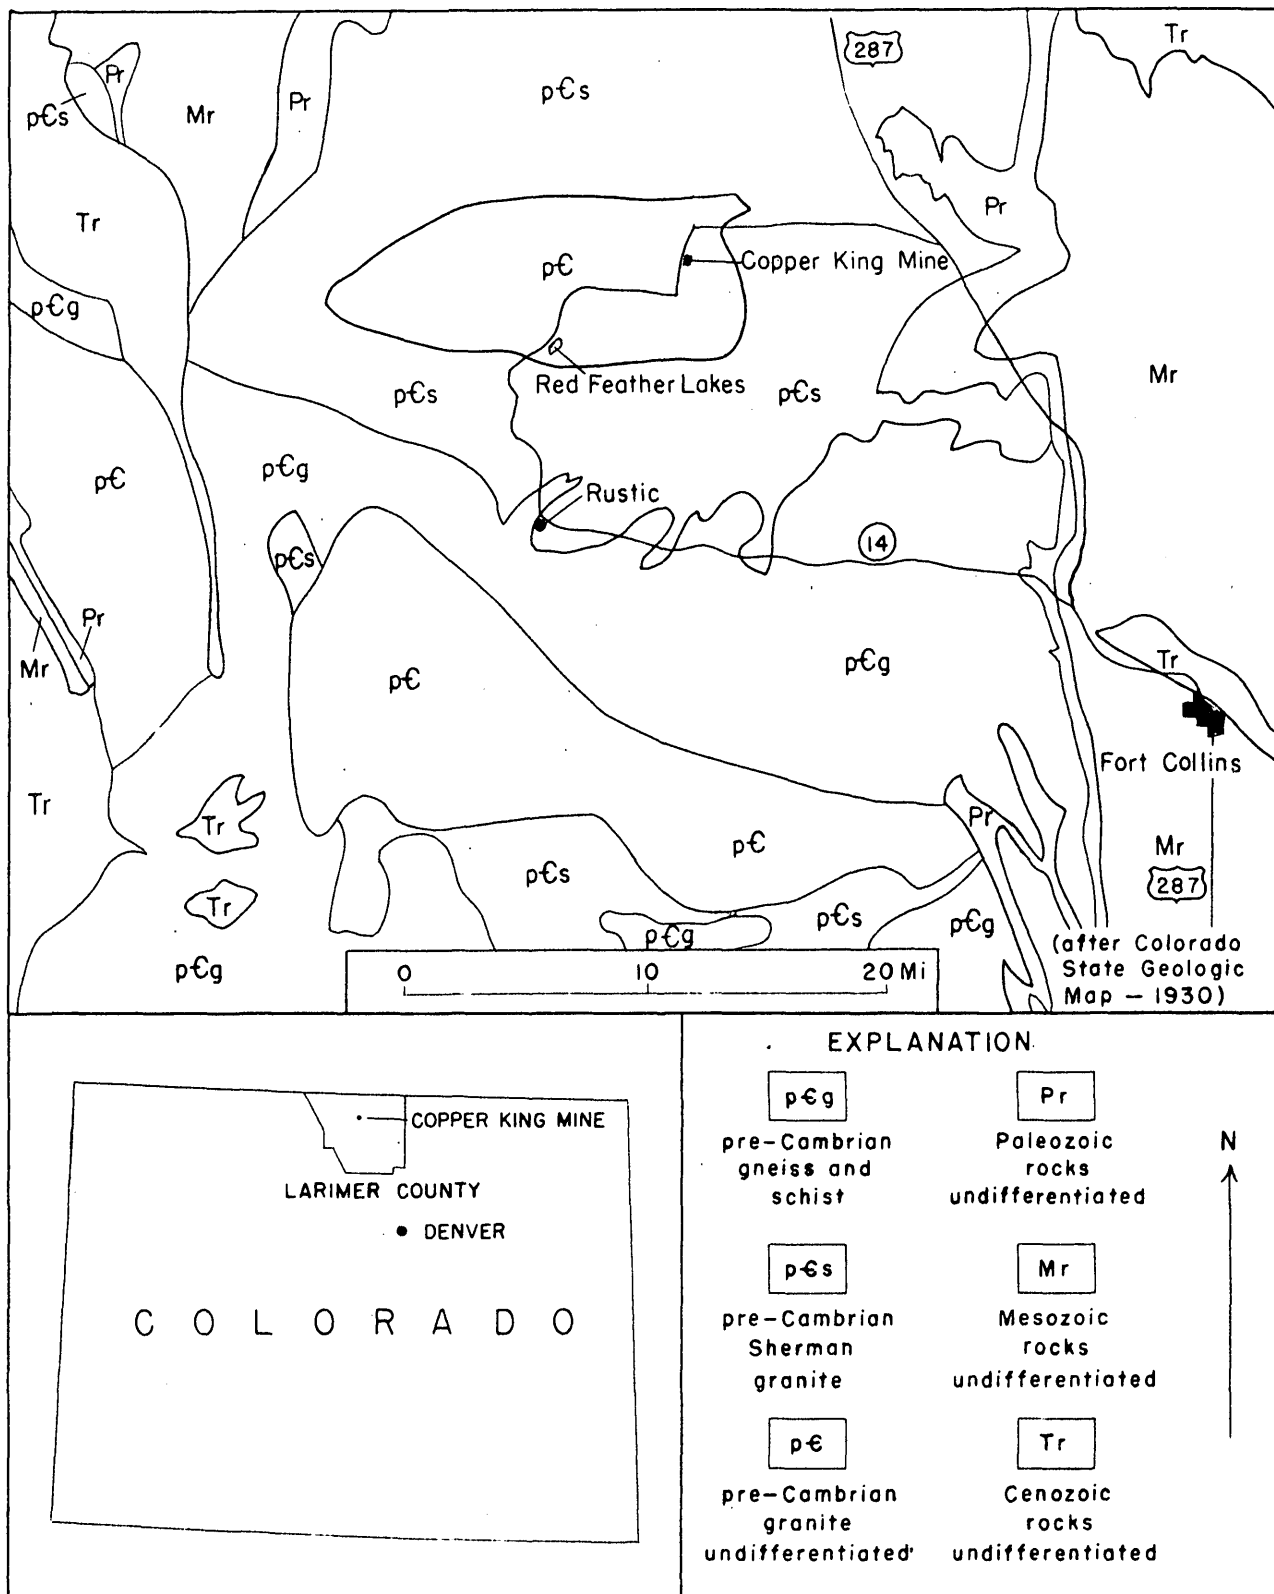 287
Tr
Pr
p€s
Mr
Pr
p€s
Tr
Pr
p€
Copper King Mine
p€g
Mr
Red Feather Lakes
p€s
p€s
p€g
p€
Rustic
14
p€s
Pr
Mr
p€
p€g
Tr
Fort Collins
Tr
Tr
Pr
p€
Mr
p€s
287
Tr
p€s
p€g
p€g
p€g
(after Colorado
State Geologic
Map – 1930)
0 10 20 Mi
COPPER KING MINE
LARIMER COUNTY
DENVER
COLORADO
EXPLANATION
p€g
pre-Cambrian
gneiss and
schist
p€s
pre-Cambrian
Sherman
granite
p€
pre-Cambrian
granite
undifferentiated
Pr
Paleozoic
rocks
undifferentiated
Mr
Mesozoic
rocks
undifferentiated
Tr
Cenozoic
rocks
undifferentiated
N